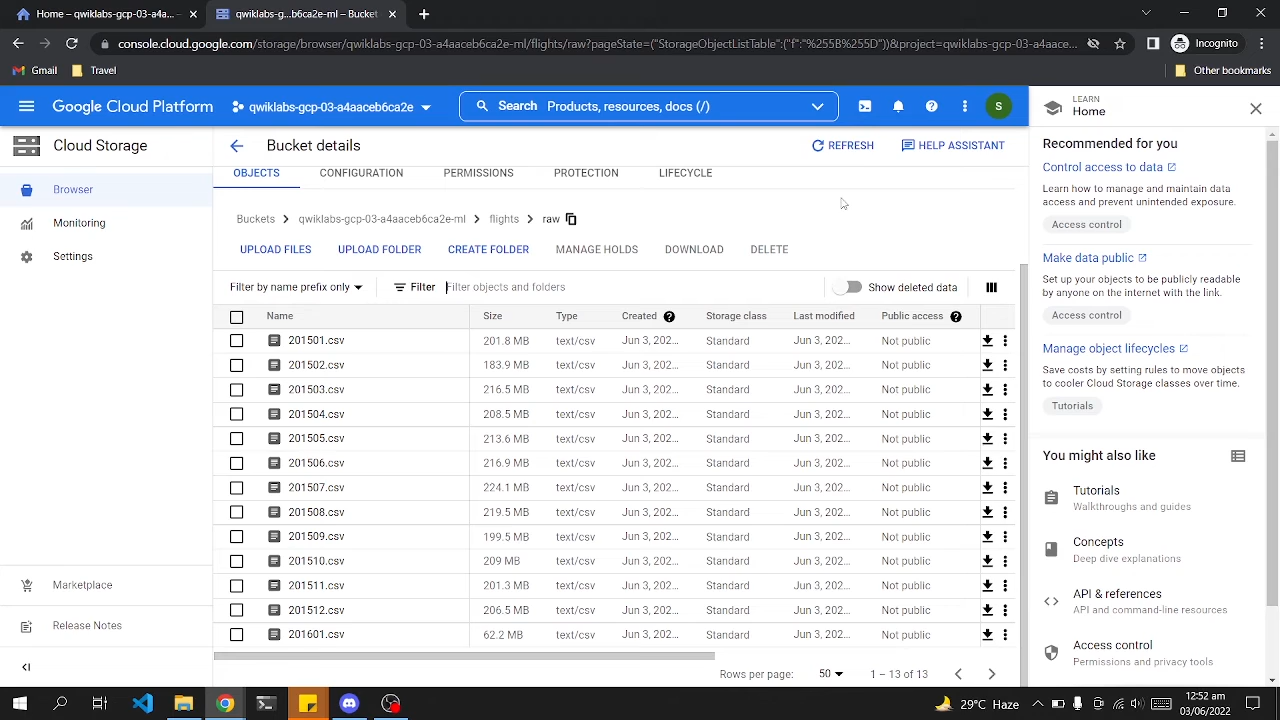 Home – qwiklabs-gcp-03-a4a...
qwiklabs-g...b6ca2e-ml – Bucket
console.cloud.google.com/storage/browser/qwiklabs-gcp-03-a4aaceb6ca2e-ml/flights/raw?pageState=("StorageObjectListTable":("f":"%255B%255D"))&project=qwiklabs-gcp-03-a4aace...
Incognito
Gmail
Travel
Other bookmarks
Google Cloud Platform
qwiklabs-gcp-03-a4aaceb6ca2e
Search Products, resources, docs (/)
S
LEARN
Home
Cloud Storage
Bucket details
REFRESH
HELP ASSISTANT
Browser
Monitoring
Settings
Marketplace
Release Notes
OBJECTS CONFIGURATION PERMISSIONS PROTECTION LIFECYCLE
Buckets > qwiklabs-gcp-03-a4aaceb6ca2e-ml > flights > raw
UPLOAD FILES UPLOAD FOLDER CREATE FOLDER MANAGE HOLDS DOWNLOAD DELETE
Filter by name prefix only Filter Filter objects and folders Show deleted data
Name Size Type Created Storage class Last modified Public access
201501.csv 201.8 MB text/csv Jun 3, 202... Standard Jun 3, 202... Not public
201502.csv 183.9 MB text/csv Jun 3, 202... Standard Jun 3, 202... Not public
201503.csv 216.5 MB text/csv Jun 3, 202... Standard Jun 3, 202... Not public
201504.csv 208.5 MB text/csv Jun 3, 202... Standard Jun 3, 202... Not public
201505.csv 213.6 MB text/csv Jun 3, 202... Standard Jun 3, 202... Not public
201506.csv 216.9 MB text/csv Jun 3, 202... Standard Jun 3, 202... Not public
201507.csv 224.1 MB text/csv Jun 3, 202... Standard Jun 3, 202... Not public
201508.csv 219.5 MB text/csv Jun 3, 202... Standard Jun 3, 202... Not public
201509.csv 199.5 MB text/csv Jun 3, 202... Standard Jun 3, 202... Not public
201510.csv 209 MB text/csv Jun 3, 202... Standard Jun 3, 202... Not public
201511.csv 201.3 MB text/csv Jun 3, 202... Standard Jun 3, 202... Not public
201512.csv 206.5 MB text/csv Jun 3, 202... Standard Jun 3, 202... Not public
201601.csv 62.2 MB text/csv Jun 3, 202... Standard Jun 3, 202... Not public
Rows per page: 50 1 – 13 of 13
Recommended for you
Control access to data
Learn how to manage and maintain data
access and prevent unintended exposure.
Access control
Make data public
Set up your objects to be publicly readable
by anyone on the internet with the link.
Access control
Manage object lifecycles
Save costs by setting rules to move objects
to cooler Cloud Storage classes over time.
Tutorials
You might also like
Tutorials
Walkthroughs and guides
Concepts
Deep dive explanations
API & references
API and command-line resources
Access control
Permissions and privacy tools
29°C Haze
12:52 am
03/06/2022